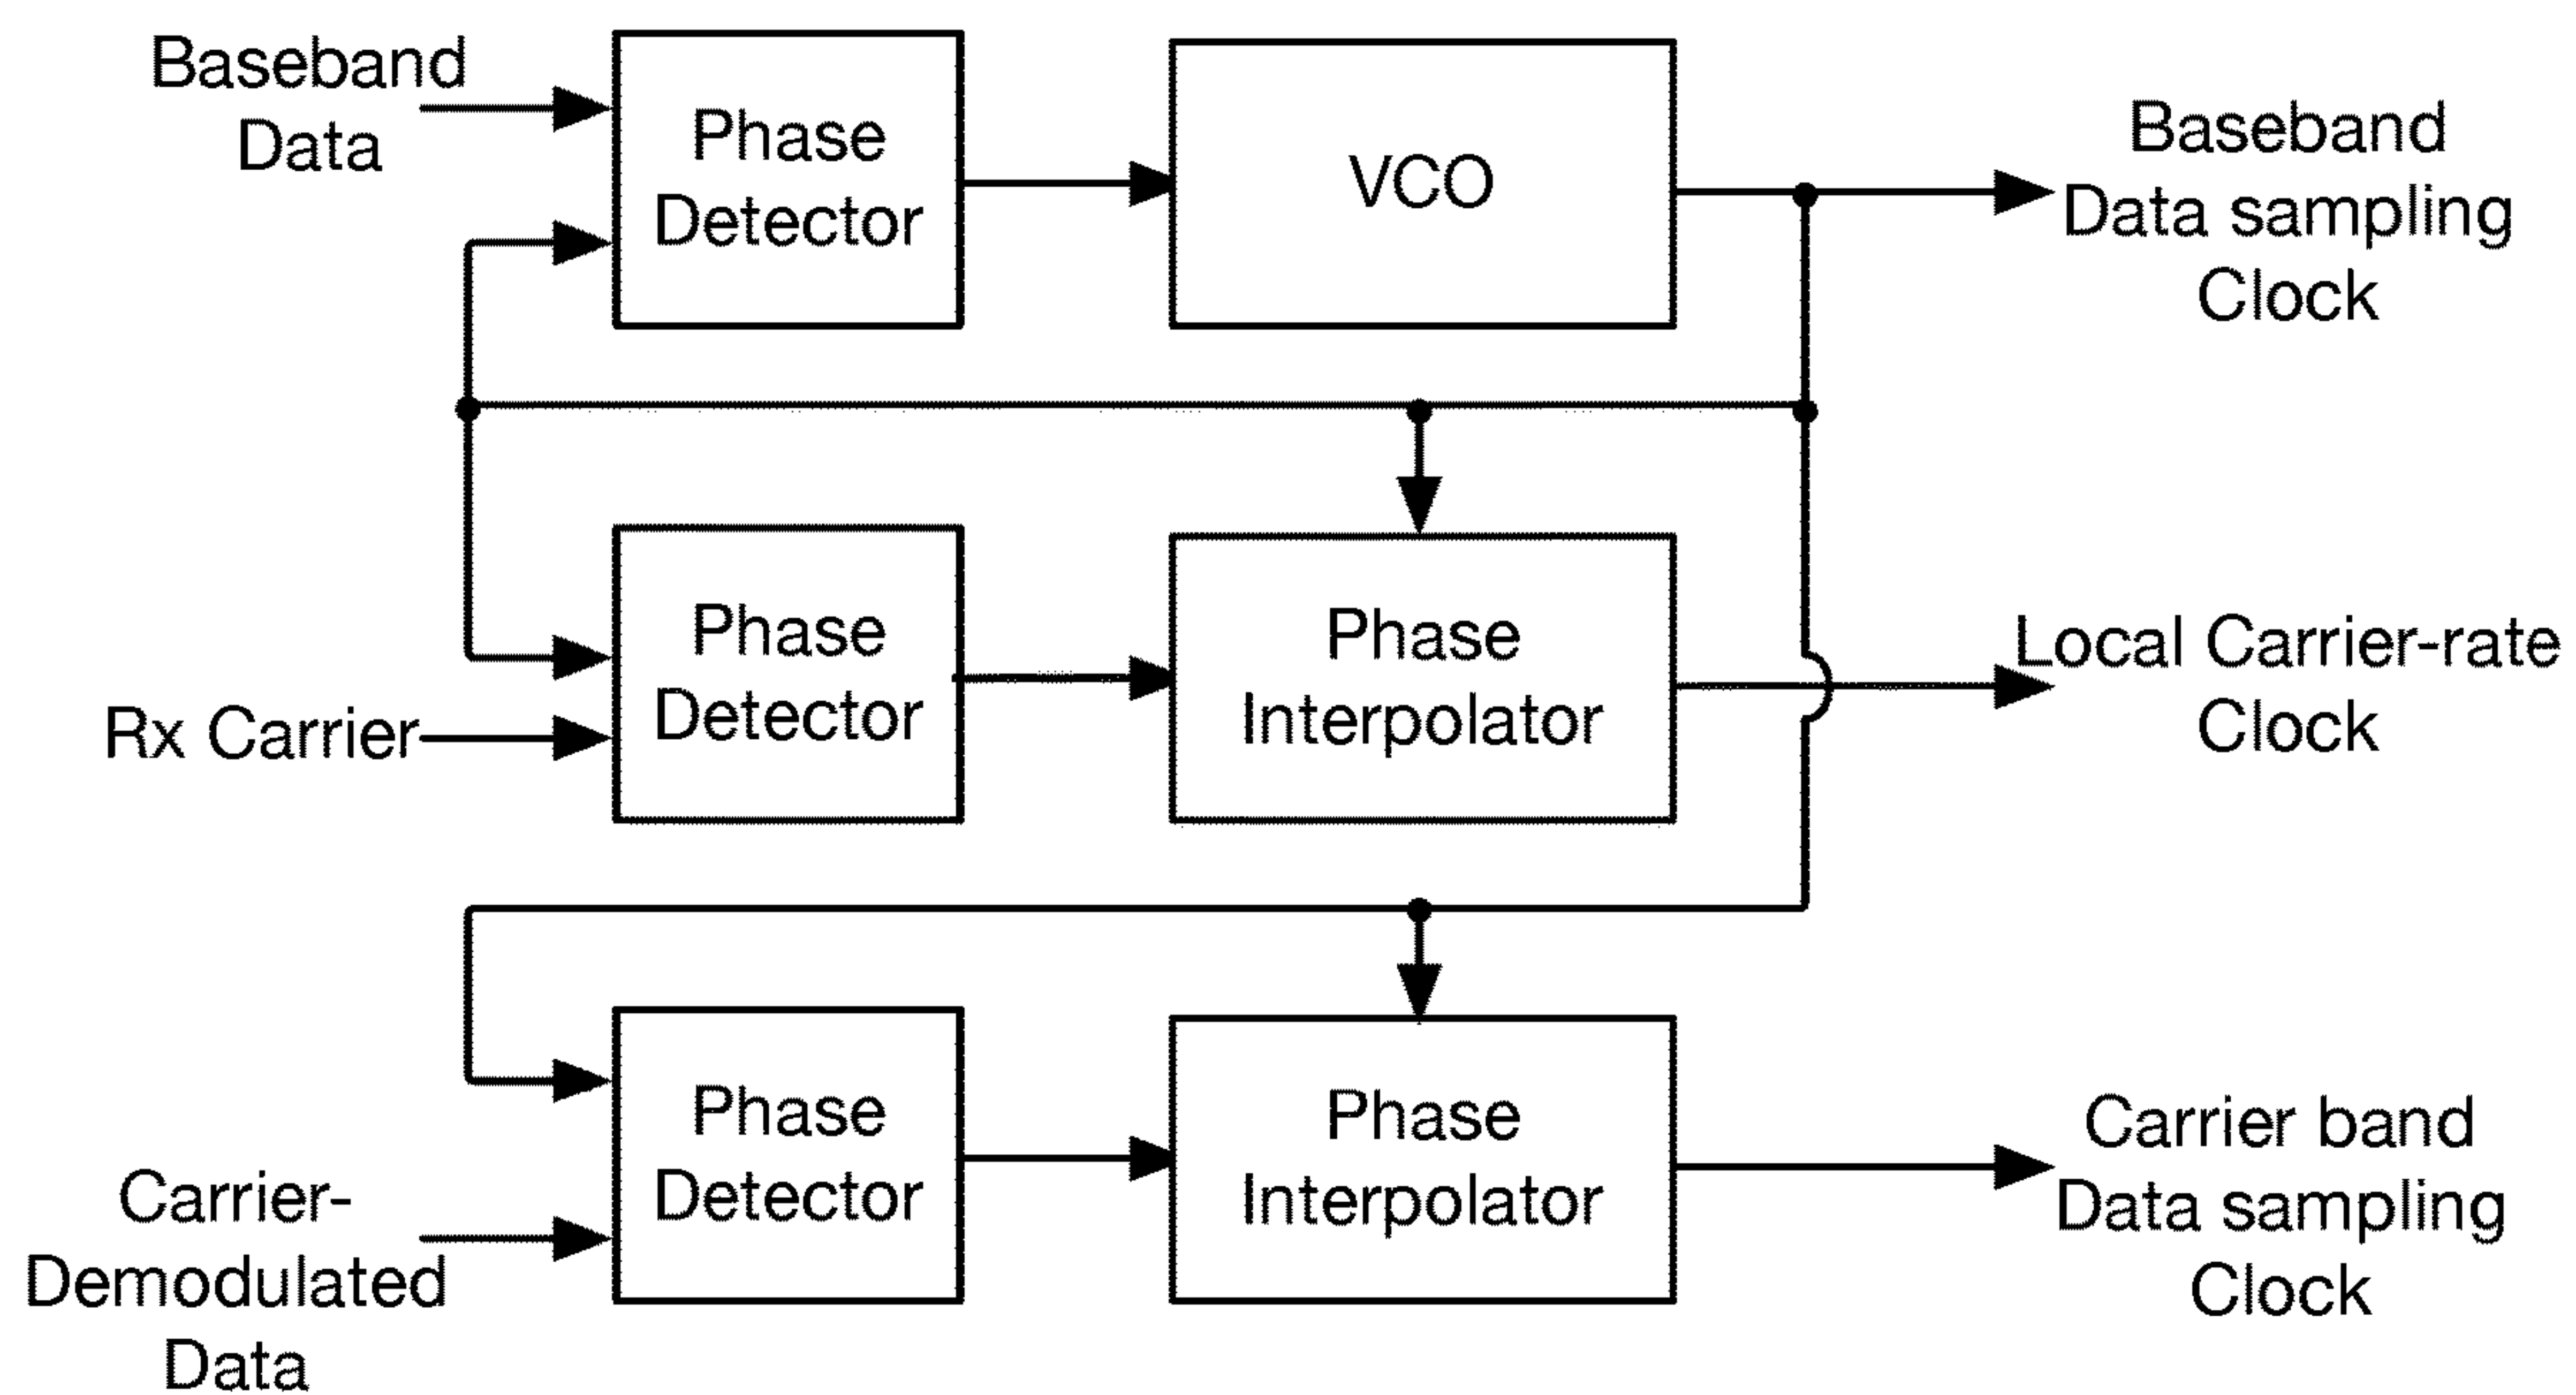 Baseband
Data
Phase
Detector
VCO
Baseband
Data sampling
Clock
Rx Carrier
Phase
Detector
Phase
Interpolator
Local Carrier-rate
Clock
Carrier-
Demodulated
Data
Phase
Detector
Phase
Interpolator
Carrier band
Data sampling
Clock